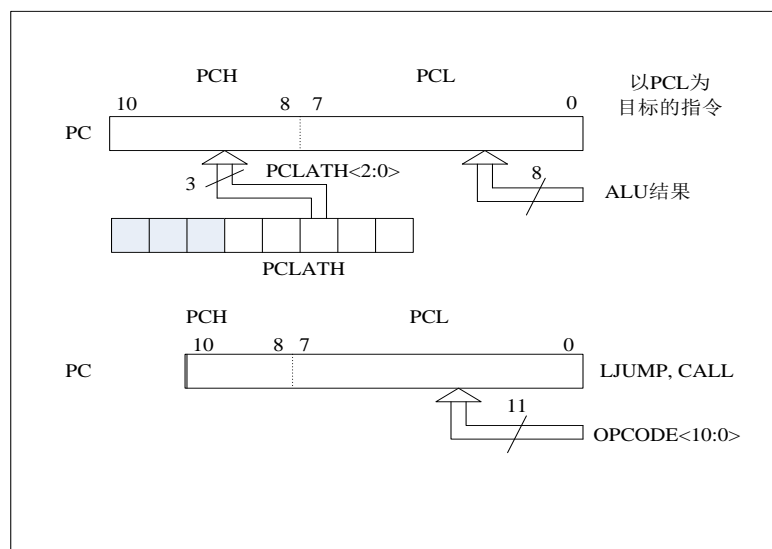 PCH PCL
以PCL为
目标的指令
10 8 7 0
PC
3 PCLATH<2:0> 8
ALU结果
PCLATH
PCH PCL
10 8 7 0
PC LJUMP, CALL
11
OPCODE<10:0>